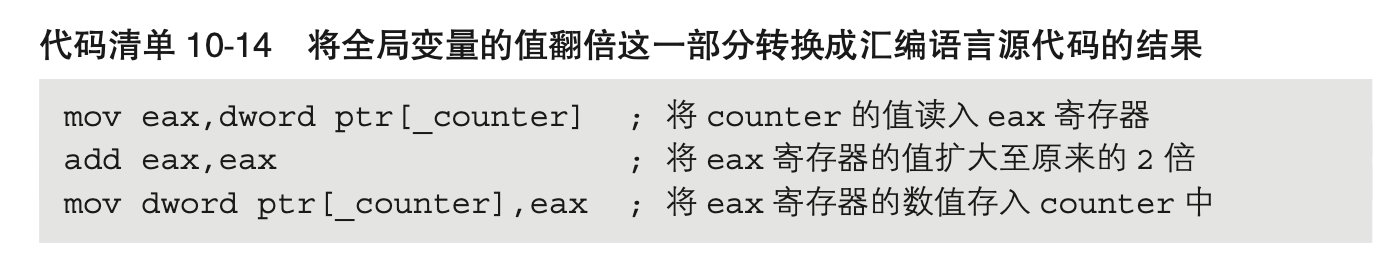 代码清单 10-14 将全局变量的值翻倍这一部分转换成汇编语言源代码的结果
mov eax,dword ptr[_counter] ; 将 counter 的值读入 eax 寄存器
add eax,eax ; 将 eax 寄存器的值扩大至原来的 2 倍
mov dword ptr[_counter],eax ; 将 eax 寄存器的数值存入 counter 中